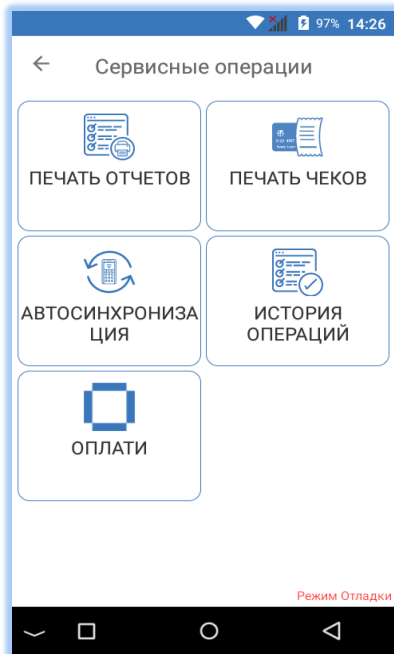 97% 14:26
Сервисные операции
ПЕЧАТЬ ОТЧЕТОВ
ПЕЧАТЬ ЧЕКОВ
АВТОСИНХРОНИЗА
ЦИЯ
ИСТОРИЯ
ОПЕРАЦИЙ
ОПЛАТИ
Режим Отладки